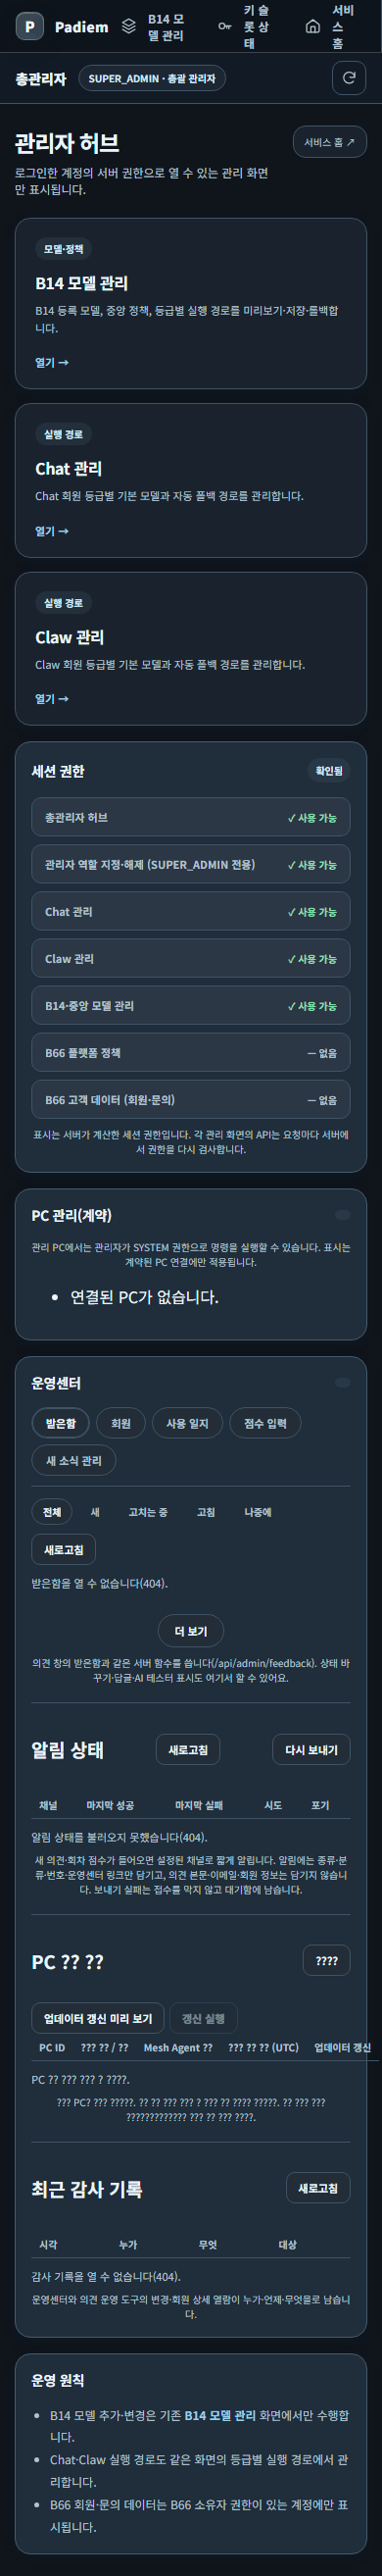 P Padiem B14 모
델 관리 키 슬
롯 상
태 서비
스
홈
총관리자 SUPER_ADMIN · 총괄 관리자
관리자 허브 서비스 홈 ↗
로그인한 계정의 서버 권한으로 열 수 있는 관리 화면
만 표시됩니다.
모델·정책
B14 모델 관리
B14 등록 모델, 중앙 정책, 등급별 실행 경로를 미리보기·저장·롤백합
니다.
열기 →
실행 경로
Chat 관리
Chat 회원 등급별 기본 모델과 자동 폴백 경로를 관리합니다.
열기 →
실행 경로
Claw 관리
Claw 회원 등급별 기본 모델과 자동 폴백 경로를 관리합니다.
열기 →
세션 권한 확인됨
총관리자 허브 ✓ 사용 가능
관리자 역할 지정·해제 (SUPER_ADMIN 전용) ✓ 사용 가능
Chat 관리 ✓ 사용 가능
Claw 관리 ✓ 사용 가능
B14·중앙 모델 관리 ✓ 사용 가능
B66 플랫폼 정책 — 없음
B66 고객 데이터 (회원·문의) — 없음
표시는 서버가 계산한 세션 권한입니다. 각 관리 화면의 API는 요청마다 서버에
서 권한을 다시 검사합니다.
PC 관리(계약)
관리 PC에서는 관리자가 SYSTEM 권한으로 명령을 실행할 수 있습니다. 표시는
계약된 PC 연결에만 적용됩니다.
• 연결된 PC가 없습니다.
운영센터
받은함 회원 사용 일지 점수 입력
새 소식 관리
전체 새 고치는 중 고침 나중에
새로고침
받은함을 열 수 없습니다(404).
더 보기
의견 창의 받은함과 같은 서버 함수를 씁니다(/api/admin/feedback). 상태 바
꾸기·답글·AI 테스터 표시도 여기서 할 수 있어요.
알림 상태 새로고침 다시 보내기
채널 마지막 성공 마지막 실패 시도 포기
알림 상태를 불러오지 못했습니다(404).
새 의견·회차 점수가 들어오면 설정된 채널로 짧게 알립니다. 알림에는 종류·분
류·번호·운영센터 링크만 담기고, 의견 본문·이메일·회원 정보는 담기지 않습니
다. 보내기 실패는 접수를 막지 않고 대기함에 남습니다.
PC ?? ?? ????
업데이터 갱신 미리 보기 갱신 실행
PC ID ??? ?? / ?? Mesh Agent ?? ??? ?? ?? (UTC) 업데이터 갱신
PC ?? ??? ??? ? ????.
??? PC? ??? ?????. ?? ?? ??? ??? ? ??? ?? ???? ?????. ?? ??? ???
????????????? ??? ?? ??? ????.
최근 감사 기록 새로고침
시각 누가 무엇 대상
감사 기록을 열 수 없습니다(404).
운영센터와 의견 운영 도구의 변경·회원 상세 열람이 누가·언제·무엇을로 남습니
다.
운영 원칙
• B14 모델 추가·변경은 기존 B14 모델 관리 화면에서만 수행합
니다.
• Chat·Claw 실행 경로도 같은 화면의 등급별 실행 경로에서 관
리합니다.
• B66 회원·문의 데이터는 B66 소유자 권한이 있는 계정에만 표
시됩니다.